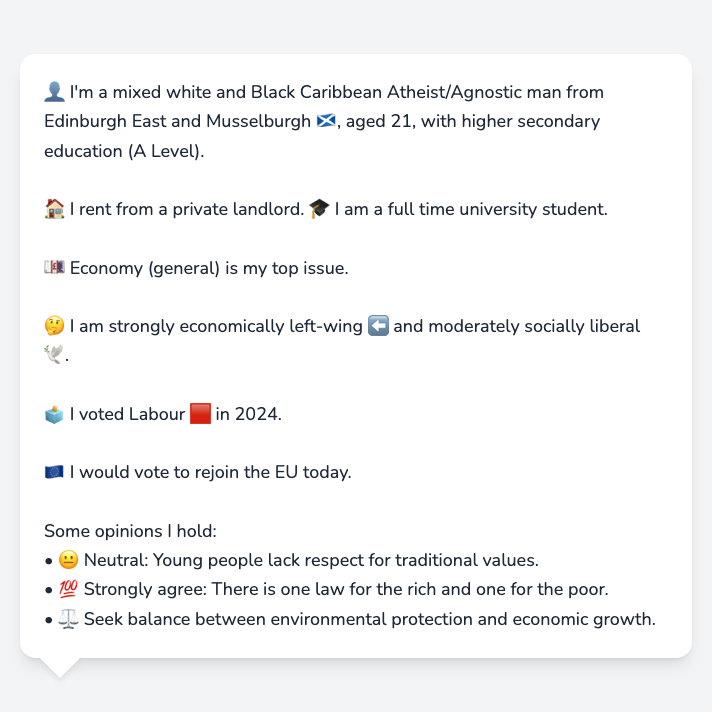 👤 I'm a mixed white and Black Caribbean Atheist/Agnostic man from
Edinburgh East and Musselburgh 🏴󠁧󠁢󠁳󠁣󠁴󠁿, aged 21, with higher secondary
education (A Level).
🏠 I rent from a private landlord. 🎓 I am a full time university student.
💷 Economy (general) is my top issue.
🤔 I am strongly economically left-wing ⬅️ and moderately socially liberal
🕊️.
🗳️ I voted Labour 🟥 in 2024.
🇪🇺 I would vote to rejoin the EU today.
Some opinions I hold:
• 😐 Neutral: Young people lack respect for traditional values.
• 💯 Strongly agree: There is one law for the rich and one for the poor.
• ⚖️ Seek balance between environmental protection and economic growth.